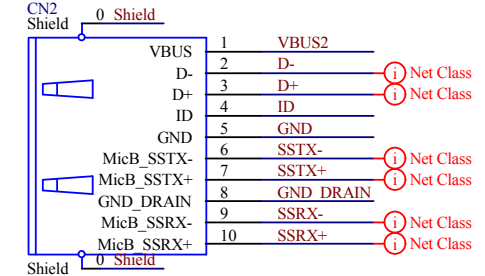 CN2
Shield 0 Shield
VBUS 1 VBUS2
D- 2 D- i Net Class
D+ 3 D+ i Net Class
ID 4 ID
GND 5 GND
MicB_SSTX- 6 SSTX- i Net Class
MicB_SSTX+ 7 SSTX+ i Net Class
GND_DRAIN 8 GND_DRAIN
MicB_SSRX- 9 SSRX- i Net Class
MicB_SSRX+ 10 SSRX+ i Net Class
Shield 0 Shield